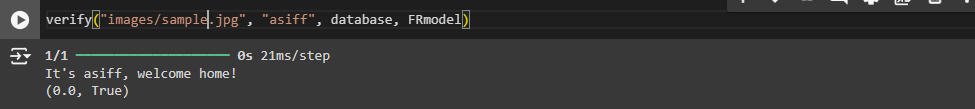 verify("images/sample.jpg", "asiff", database, FRmodel)
1/1 ━━━━━━━━━━━━━━━━━━━━ 0s 21ms/step
It's asiff, welcome home!
(0.0, True)